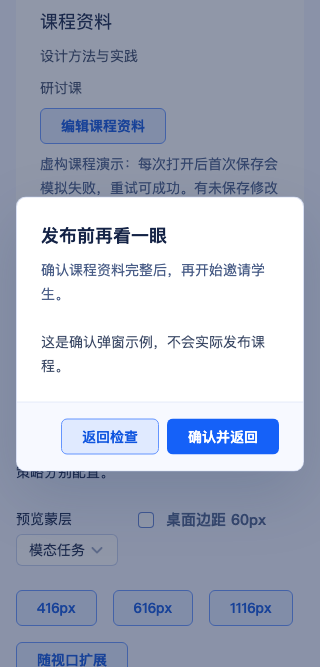 课程资料
设计方法与实践
研讨课
编辑课程资料
虚构课程演示：每次打开后首次保存会
模拟失败，重试可成功。有未保存修改
发布前再看一眼
确认课程资料完整后，再开始邀请学
生。
这是确认弹窗示例，不会实际发布课
程。
返回检查
确认并返回
策略分别配置。
预览蒙层
桌面边距 60px
模态任务
416px
616px
1116px
随视口扩展